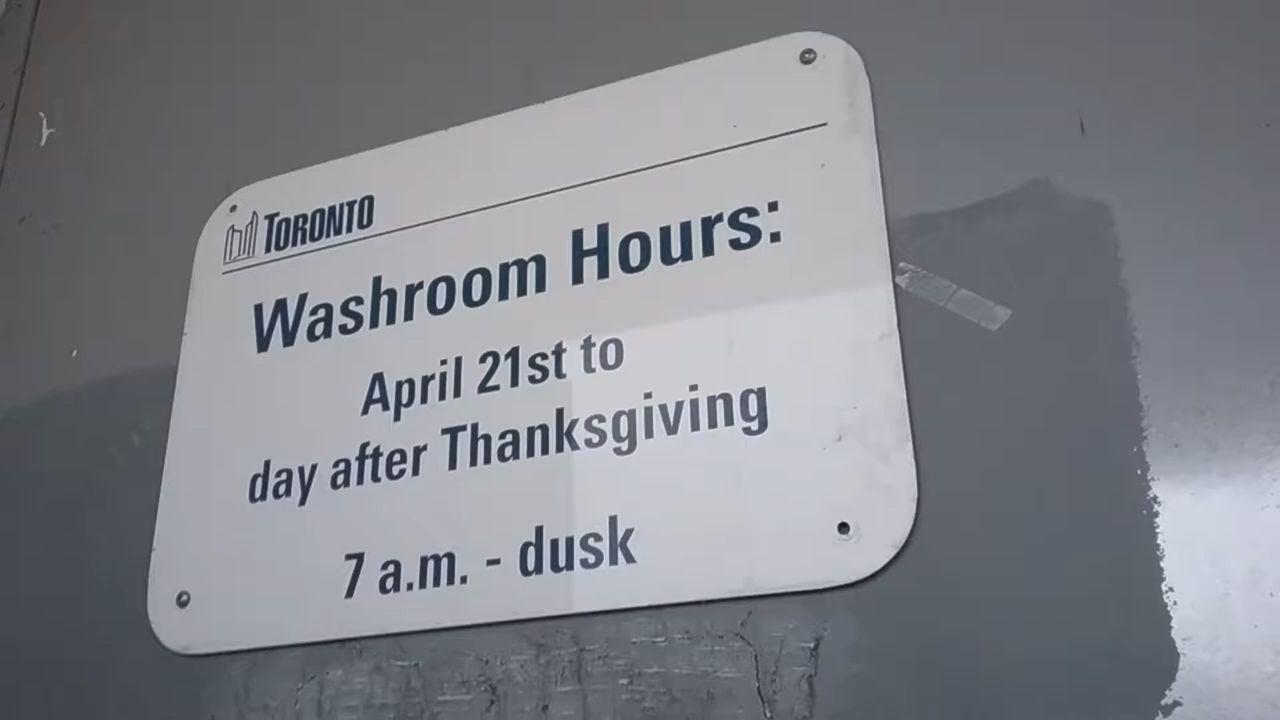 TORONTO
Washroom Hours:
April 21st to
day after Thanksgiving
7 a.m. - dusk